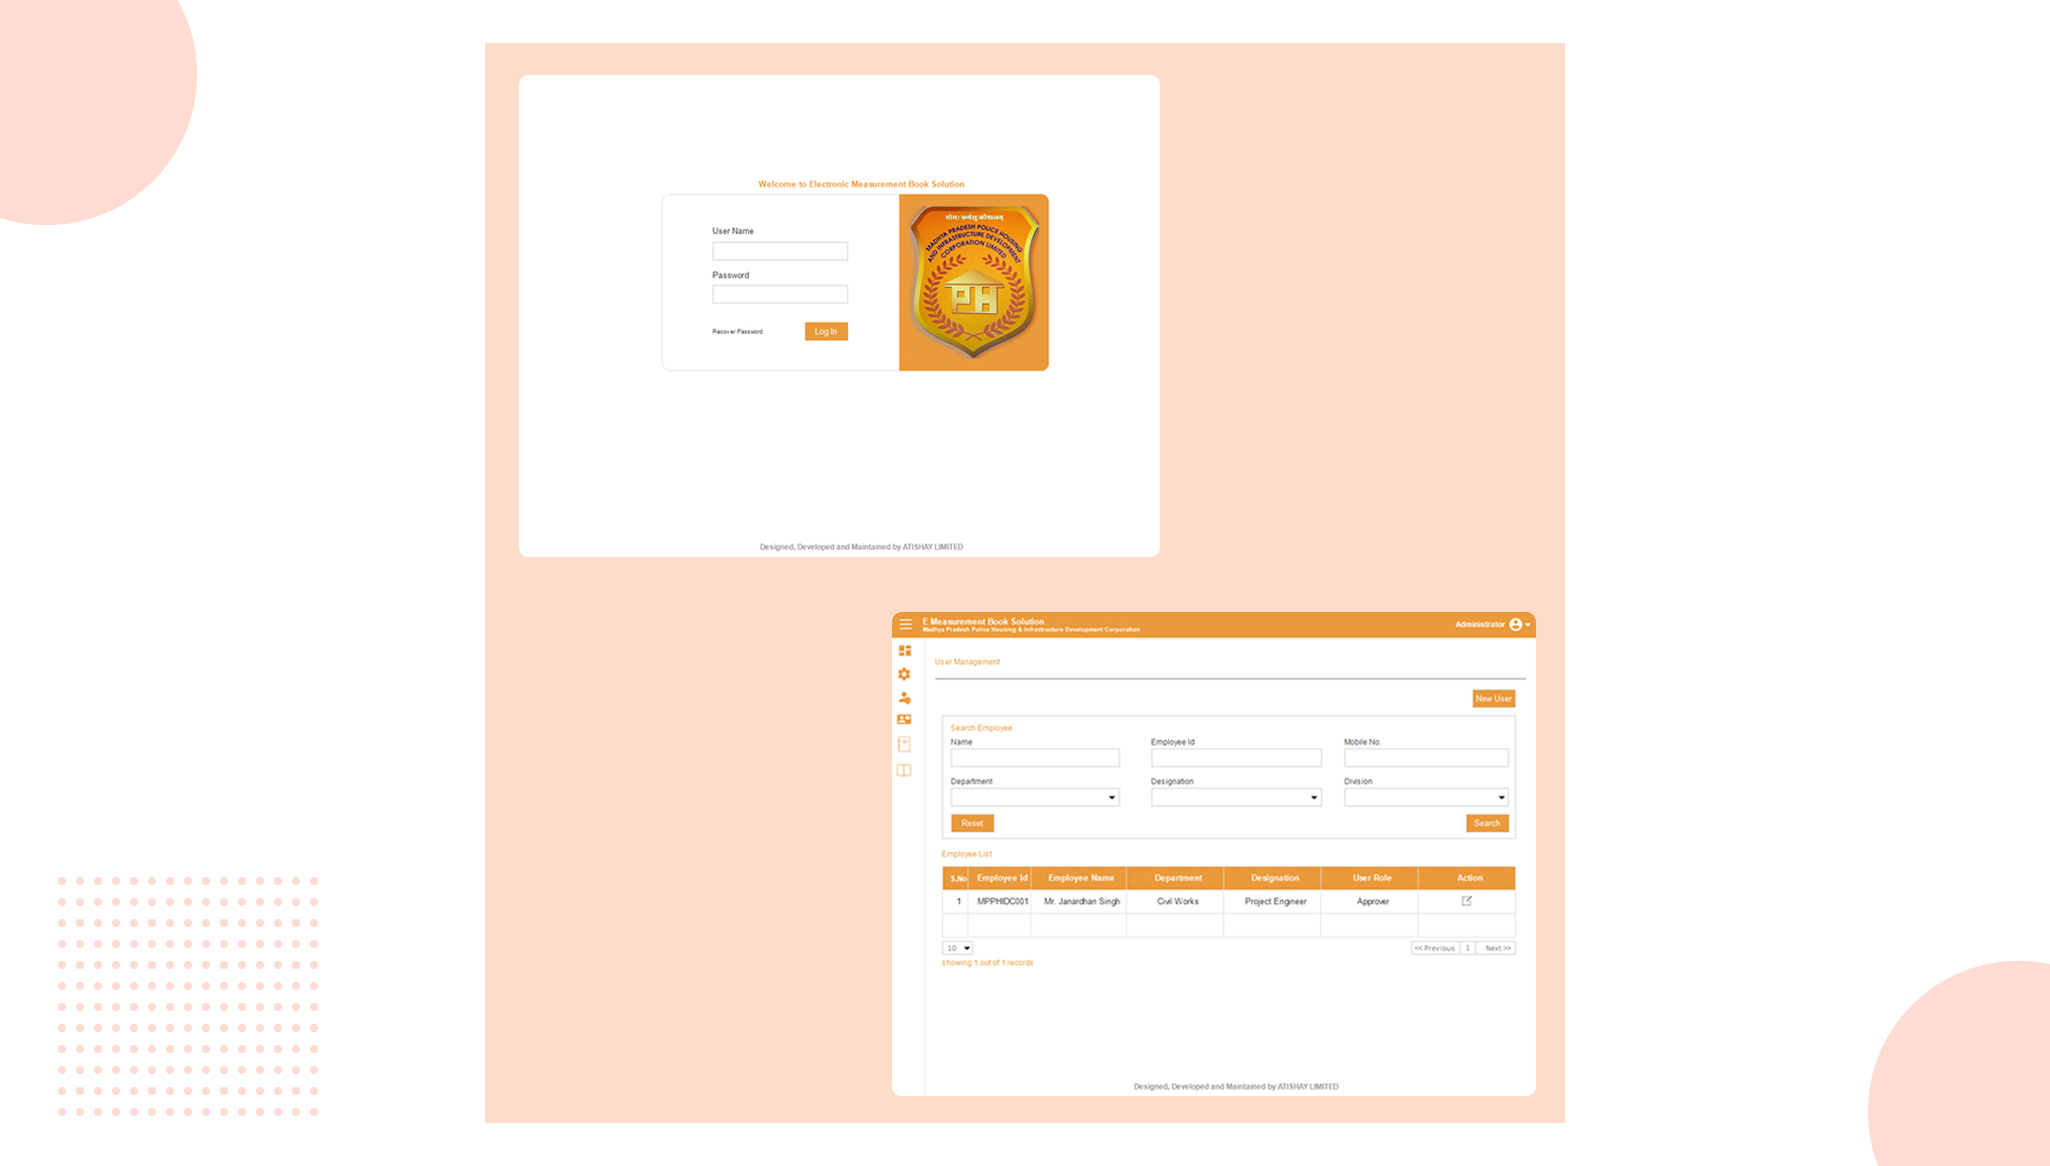 Welcome to Electronic Measurement Book Solution
User Name
Password
Recover Password
Log In
योगः कर्मसु कौशलम्
MADHYA PRADESH POLICE HOUSING
AND INFRASTRUCTURE DEVELOPMENT
CORPORATION LIMITED
PH
Designed, Developed and Maintained by ATISHAY LIMITED
E Measurement Book Solution
Madhya Pradesh Police Housing & Infrastructure Development Corporation
Administrator
User Management
New User
Search Employee
Name Employee Id Mobile No.
Department Designation Division
Reset Search
Employee List
S.No Employee Id Employee Name Department Designation User Role Action
1 MPPHIDC001 Mr. Janardhan Singh Civil Works Project Engineer Approver
10 << Previous 1 Next >>
showing 1 out of 1 records
Designed, Developed and Maintained by ATISHAY LIMITED